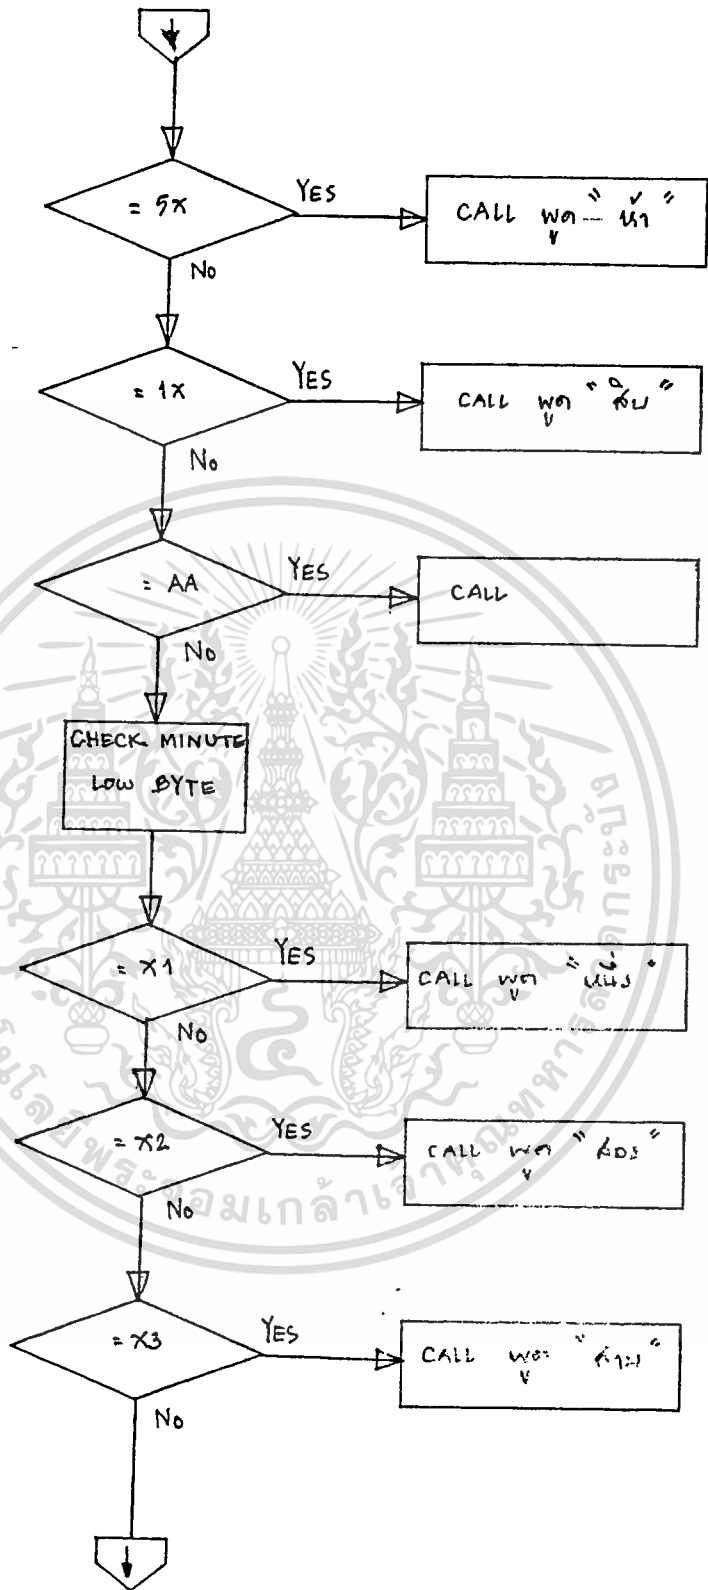 = 5X
YES
CALL พูด " ห้า "
No
= 1X
YES
CALL พูด " สิบ "
No
= AA
YES
CALL
No
CHECK MINUTE
LOW BYTE
= X1
YES
CALL พูด " หนึ่ง "
No
= X2
YES
CALL พูด " สอง "
No
= X3
YES
CALL พูด " สาม "
No